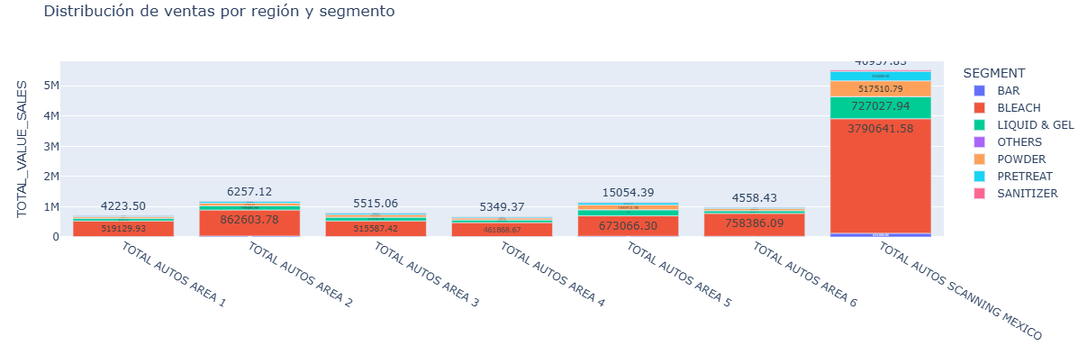 Distribución de ventas por región y segmento
TOTAL_VALUE_SALES
5M
4M
3M
2M
1M
0
4223.50
519129.93
6257.12
862603.78
5515.06
515587.42
5349.37
461868.67
15054.39
673066.30
4558.43
758386.09
40957.83
517510.79
727027.94
3790641.58
TOTAL AUTOS AREA 1
TOTAL AUTOS AREA 2
TOTAL AUTOS AREA 3
TOTAL AUTOS AREA 4
TOTAL AUTOS AREA 5
TOTAL AUTOS AREA 6
TOTAL AUTOS SCANNING MEXICO
SEGMENT
BAR
BLEACH
LIQUID & GEL
OTHERS
POWDER
PRETREAT
SANITIZER